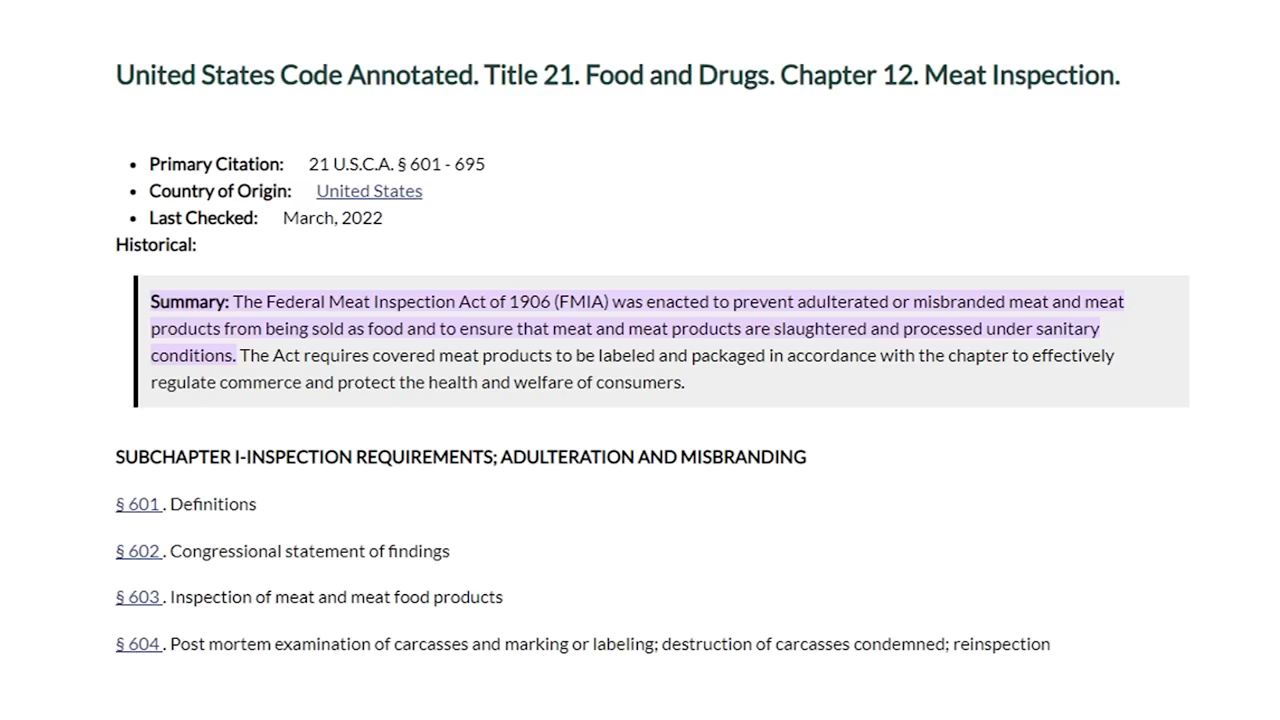 United States Code Annotated. Title 21. Food and Drugs. Chapter 12. Meat Inspection.
• Primary Citation: 21 U.S.C.A. § 601 - 695
• Country of Origin: United States
• Last Checked: March, 2022
Historical:
Summary: The Federal Meat Inspection Act of 1906 (FMIA) was enacted to prevent adulterated or misbranded meat and meat
products from being sold as food and to ensure that meat and meat products are slaughtered and processed under sanitary
conditions. The Act requires covered meat products to be labeled and packaged in accordance with the chapter to effectively
regulate commerce and protect the health and welfare of consumers.
SUBCHAPTER I-INSPECTION REQUIREMENTS; ADULTERATION AND MISBRANDING
§ 601 . Definitions
§ 602 . Congressional statement of findings
§ 603 . Inspection of meat and meat food products
§ 604 . Post mortem examination of carcasses and marking or labeling; destruction of carcasses condemned; reinspection